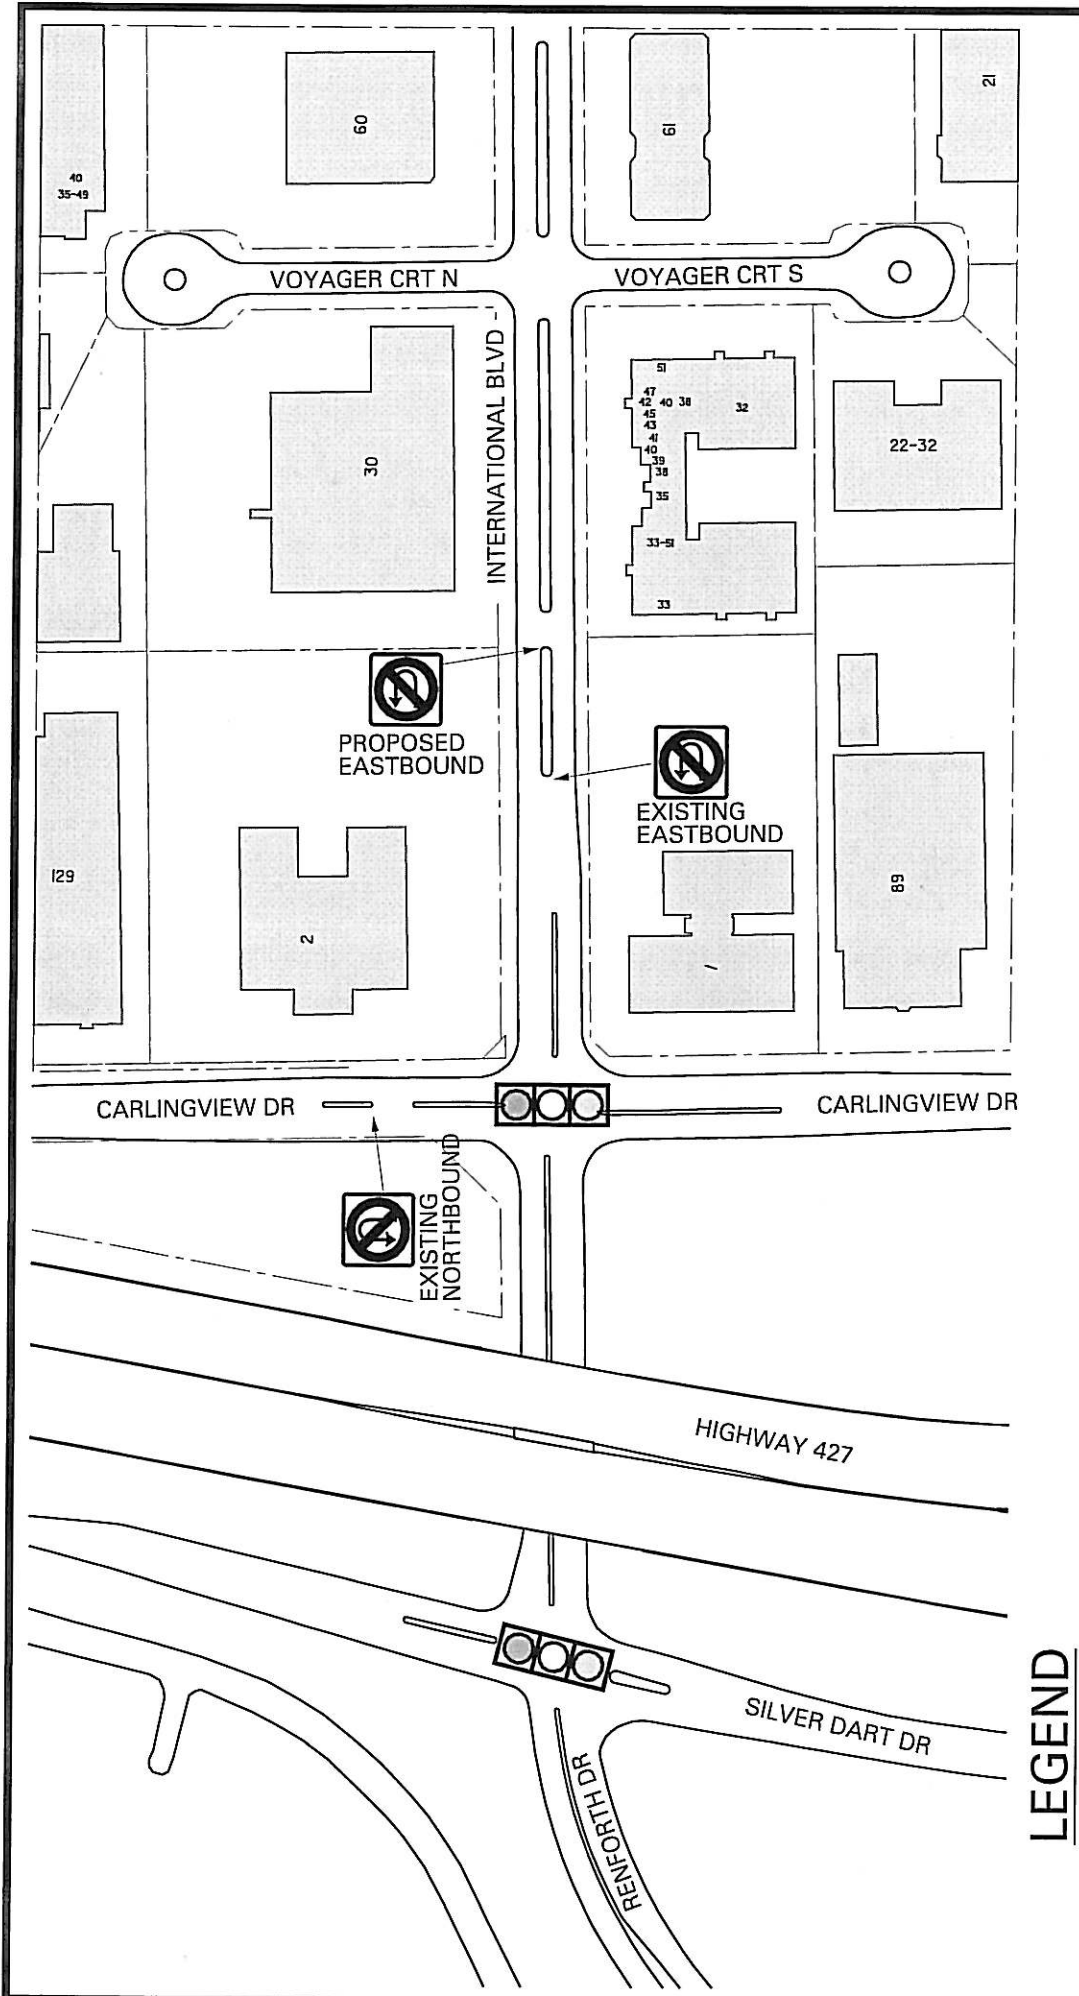 40
35-49
60
61
21
VOYAGER CRT N
VOYAGER CRT S
INTERNATIONAL BLVD
30
51
47
42 40 38
45
43
41
40
39
38
35
33-51
33
32
22-32
PROPOSED
EASTBOUND
EXISTING
EASTBOUND
129
2
1
89
CARLINGVIEW DR
CARLINGVIEW DR
EXISTING
NORTHBOUND
HIGHWAY 427
SILVER DART DR
RENFORTH DR
LEGEND